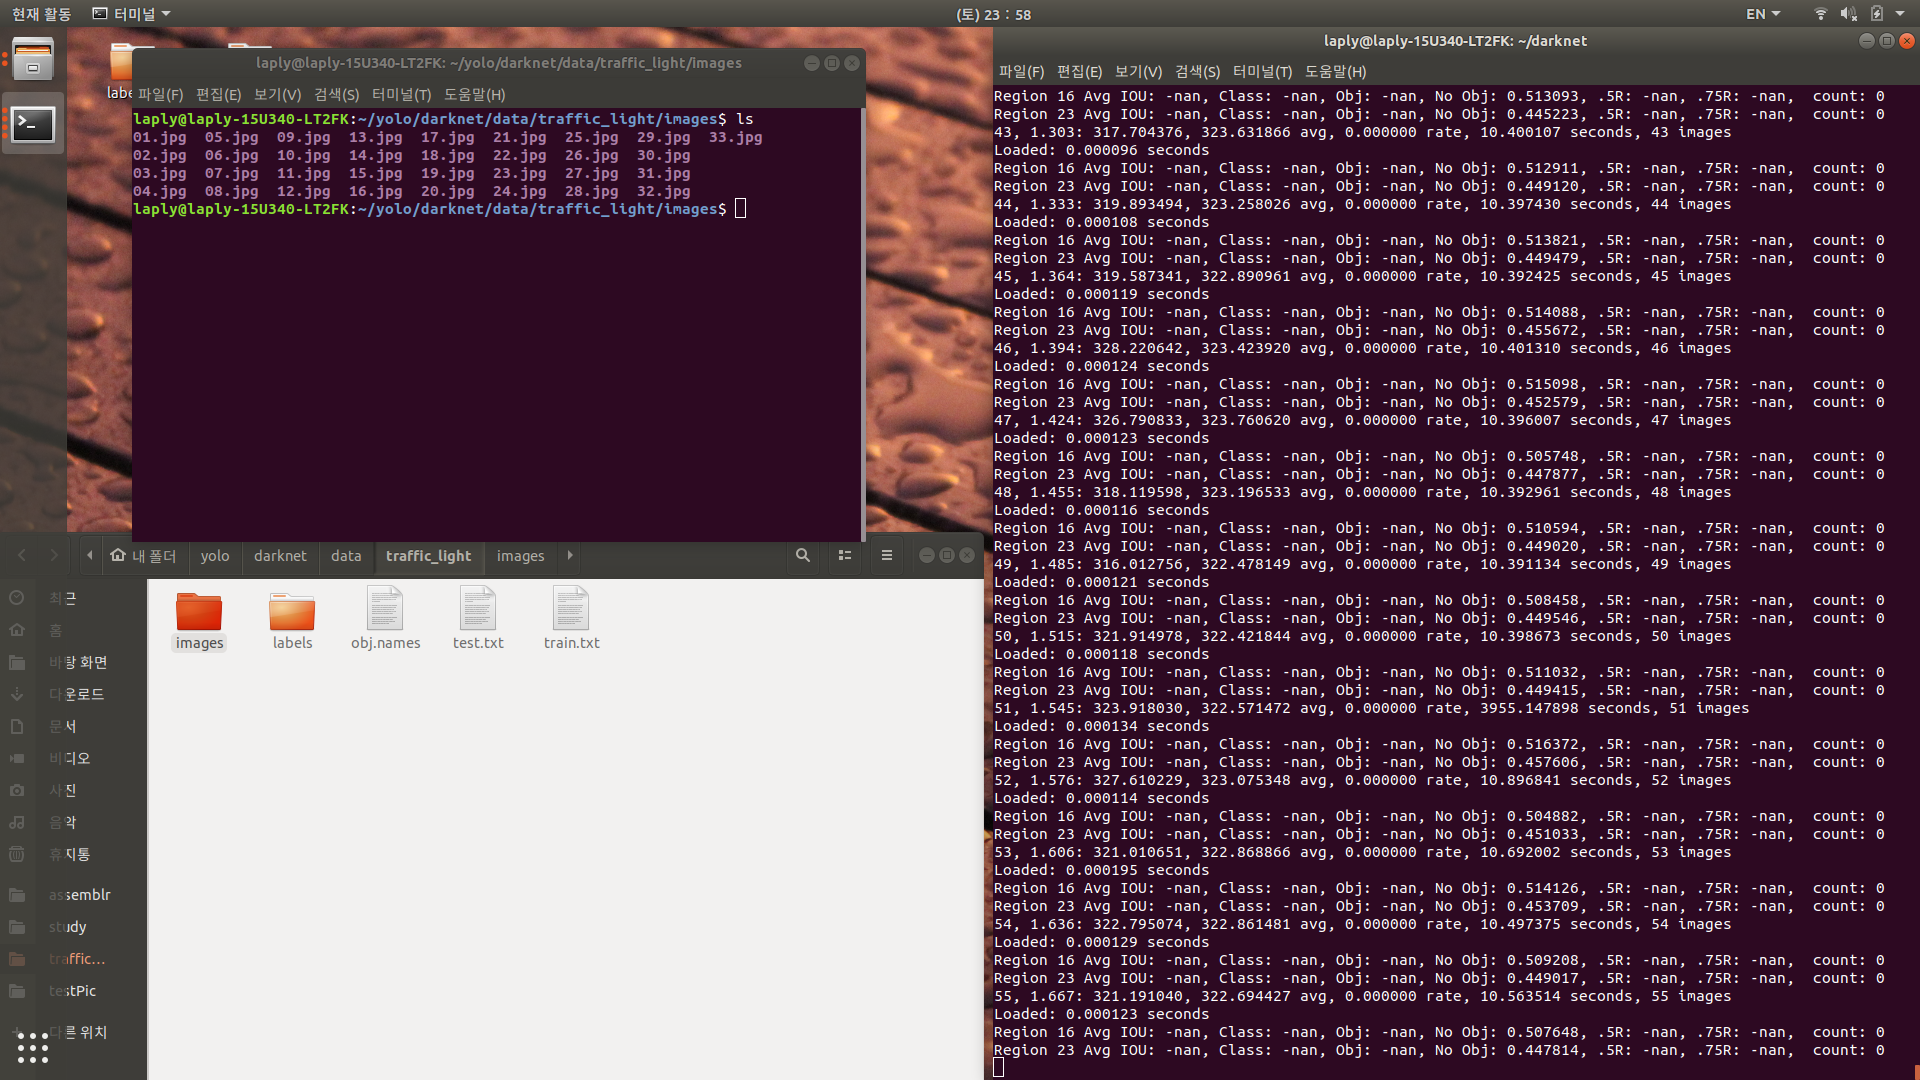 현재 활동
터미널
(토) 23 : 58
EN
laply@laply-15U340-LT2FK: ~/yolo/darknet/data/traffic_light/images
파일(F) 편집(E) 보기(V) 검색(S) 터미널(T) 도움말(H)
laply@laply-15U340-LT2FK:~/yolo/darknet/data/traffic_light/images$ ls
01.jpg 05.jpg 09.jpg 13.jpg 17.jpg 21.jpg 25.jpg 29.jpg 33.jpg
02.jpg 06.jpg 10.jpg 14.jpg 18.jpg 22.jpg 26.jpg 30.jpg
03.jpg 07.jpg 11.jpg 15.jpg 19.jpg 23.jpg 27.jpg 31.jpg
04.jpg 08.jpg 12.jpg 16.jpg 20.jpg 24.jpg 28.jpg 32.jpg
laply@laply-15U340-LT2FK:~/yolo/darknet/data/traffic_light/images$
내 폴더 yolo darknet data traffic_light images
최근
홈
바탕 화면
다운로드
문서
비디오
사진
음악
휴지통
assemblr
study
traffic...
testPic
다른 위치
images
labels
obj.names
test.txt
train.txt
laply@laply-15U340-LT2FK: ~/darknet
파일(F) 편집(E) 보기(V) 검색(S) 터미널(T) 도움말(H)
Region 16 Avg IOU: -nan, Class: -nan, Obj: -nan, No Obj: 0.513093, .5R: -nan, .75R: -nan, count: 0
Region 23 Avg IOU: -nan, Class: -nan, Obj: -nan, No Obj: 0.445223, .5R: -nan, .75R: -nan, count: 0
43, 1.303: 317.704376, 323.631866 avg, 0.000000 rate, 10.400107 seconds, 43 images
Loaded: 0.000096 seconds
Region 16 Avg IOU: -nan, Class: -nan, Obj: -nan, No Obj: 0.512911, .5R: -nan, .75R: -nan, count: 0
Region 23 Avg IOU: -nan, Class: -nan, Obj: -nan, No Obj: 0.449120, .5R: -nan, .75R: -nan, count: 0
44, 1.333: 319.893494, 323.258026 avg, 0.000000 rate, 10.397430 seconds, 44 images
Loaded: 0.000108 seconds
Region 16 Avg IOU: -nan, Class: -nan, Obj: -nan, No Obj: 0.513821, .5R: -nan, .75R: -nan, count: 0
Region 23 Avg IOU: -nan, Class: -nan, Obj: -nan, No Obj: 0.449479, .5R: -nan, .75R: -nan, count: 0
45, 1.364: 319.587341, 322.890961 avg, 0.000000 rate, 10.392425 seconds, 45 images
Loaded: 0.000119 seconds
Region 16 Avg IOU: -nan, Class: -nan, Obj: -nan, No Obj: 0.514088, .5R: -nan, .75R: -nan, count: 0
Region 23 Avg IOU: -nan, Class: -nan, Obj: -nan, No Obj: 0.455672, .5R: -nan, .75R: -nan, count: 0
46, 1.394: 328.220642, 323.423920 avg, 0.000000 rate, 10.401310 seconds, 46 images
Loaded: 0.000124 seconds
Region 16 Avg IOU: -nan, Class: -nan, Obj: -nan, No Obj: 0.515098, .5R: -nan, .75R: -nan, count: 0
Region 23 Avg IOU: -nan, Class: -nan, Obj: -nan, No Obj: 0.452579, .5R: -nan, .75R: -nan, count: 0
47, 1.424: 326.790833, 323.760620 avg, 0.000000 rate, 10.396007 seconds, 47 images
Loaded: 0.000123 seconds
Region 16 Avg IOU: -nan, Class: -nan, Obj: -nan, No Obj: 0.505748, .5R: -nan, .75R: -nan, count: 0
Region 23 Avg IOU: -nan, Class: -nan, Obj: -nan, No Obj: 0.447877, .5R: -nan, .75R: -nan, count: 0
48, 1.455: 318.119598, 323.196533 avg, 0.000000 rate, 10.392961 seconds, 48 images
Loaded: 0.000116 seconds
Region 16 Avg IOU: -nan, Class: -nan, Obj: -nan, No Obj: 0.510594, .5R: -nan, .75R: -nan, count: 0
Region 23 Avg IOU: -nan, Class: -nan, Obj: -nan, No Obj: 0.449020, .5R: -nan, .75R: -nan, count: 0
49, 1.485: 316.012756, 322.478149 avg, 0.000000 rate, 10.391134 seconds, 49 images
Loaded: 0.000121 seconds
Region 16 Avg IOU: -nan, Class: -nan, Obj: -nan, No Obj: 0.508458, .5R: -nan, .75R: -nan, count: 0
Region 23 Avg IOU: -nan, Class: -nan, Obj: -nan, No Obj: 0.449546, .5R: -nan, .75R: -nan, count: 0
50, 1.515: 321.914978, 322.421844 avg, 0.000000 rate, 10.398673 seconds, 50 images
Loaded: 0.000118 seconds
Region 16 Avg IOU: -nan, Class: -nan, Obj: -nan, No Obj: 0.511032, .5R: -nan, .75R: -nan, count: 0
Region 23 Avg IOU: -nan, Class: -nan, Obj: -nan, No Obj: 0.449415, .5R: -nan, .75R: -nan, count: 0
51, 1.545: 323.918030, 322.571472 avg, 0.000000 rate, 3955.147898 seconds, 51 images
Loaded: 0.000134 seconds
Region 16 Avg IOU: -nan, Class: -nan, Obj: -nan, No Obj: 0.516372, .5R: -nan, .75R: -nan, count: 0
Region 23 Avg IOU: -nan, Class: -nan, Obj: -nan, No Obj: 0.457606, .5R: -nan, .75R: -nan, count: 0
52, 1.576: 327.610229, 323.075348 avg, 0.000000 rate, 10.896841 seconds, 52 images
Loaded: 0.000114 seconds
Region 16 Avg IOU: -nan, Class: -nan, Obj: -nan, No Obj: 0.504882, .5R: -nan, .75R: -nan, count: 0
Region 23 Avg IOU: -nan, Class: -nan, Obj: -nan, No Obj: 0.451033, .5R: -nan, .75R: -nan, count: 0
53, 1.606: 321.010651, 322.868866 avg, 0.000000 rate, 10.692002 seconds, 53 images
Loaded: 0.000195 seconds
Region 16 Avg IOU: -nan, Class: -nan, Obj: -nan, No Obj: 0.514126, .5R: -nan, .75R: -nan, count: 0
Region 23 Avg IOU: -nan, Class: -nan, Obj: -nan, No Obj: 0.453709, .5R: -nan, .75R: -nan, count: 0
54, 1.636: 322.795074, 322.861481 avg, 0.000000 rate, 10.497375 seconds, 54 images
Loaded: 0.000129 seconds
Region 16 Avg IOU: -nan, Class: -nan, Obj: -nan, No Obj: 0.509208, .5R: -nan, .75R: -nan, count: 0
Region 23 Avg IOU: -nan, Class: -nan, Obj: -nan, No Obj: 0.449017, .5R: -nan, .75R: -nan, count: 0
55, 1.667: 321.191040, 322.694427 avg, 0.000000 rate, 10.563514 seconds, 55 images
Loaded: 0.000123 seconds
Region 16 Avg IOU: -nan, Class: -nan, Obj: -nan, No Obj: 0.507648, .5R: -nan, .75R: -nan, count: 0
Region 23 Avg IOU: -nan, Class: -nan, Obj: -nan, No Obj: 0.447814, .5R: -nan, .75R: -nan, count: 0